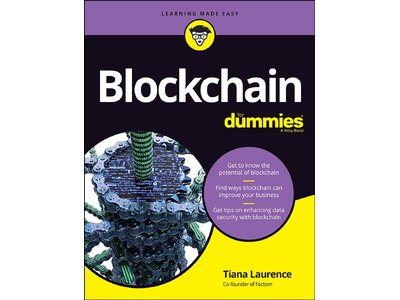 LEARNING MADE EASY
Blockchain
for
dummies
A Wiley Brand
Get to know the
potential of blockchain
Find ways blockchain can
improve your business
Get tips on enhancing data
security with blockchain
Tiana Laurence
Co-founder of Factom